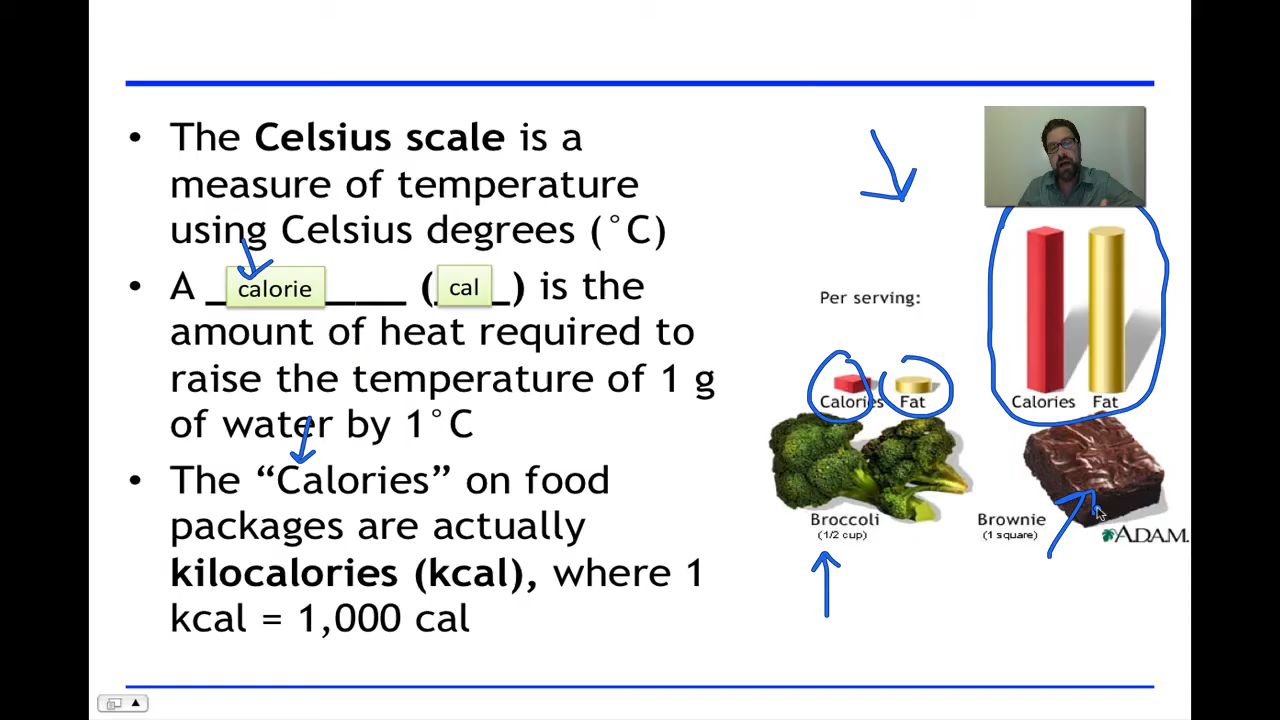 • The Celsius scale is a
measure of temperature
using Celsius degrees (°C)
• A __calorie____ (_cal_) is the
amount of heat required to
raise the temperature of 1 g
of water by 1°C
• The “Calories” on food
packages are actually
kilocalories (kcal), where 1
kcal = 1,000 cal
Per serving:
Calories Fat
Calories Fat
Broccoli
(1/2 cup)
Brownie
(1 square)
ADAM.